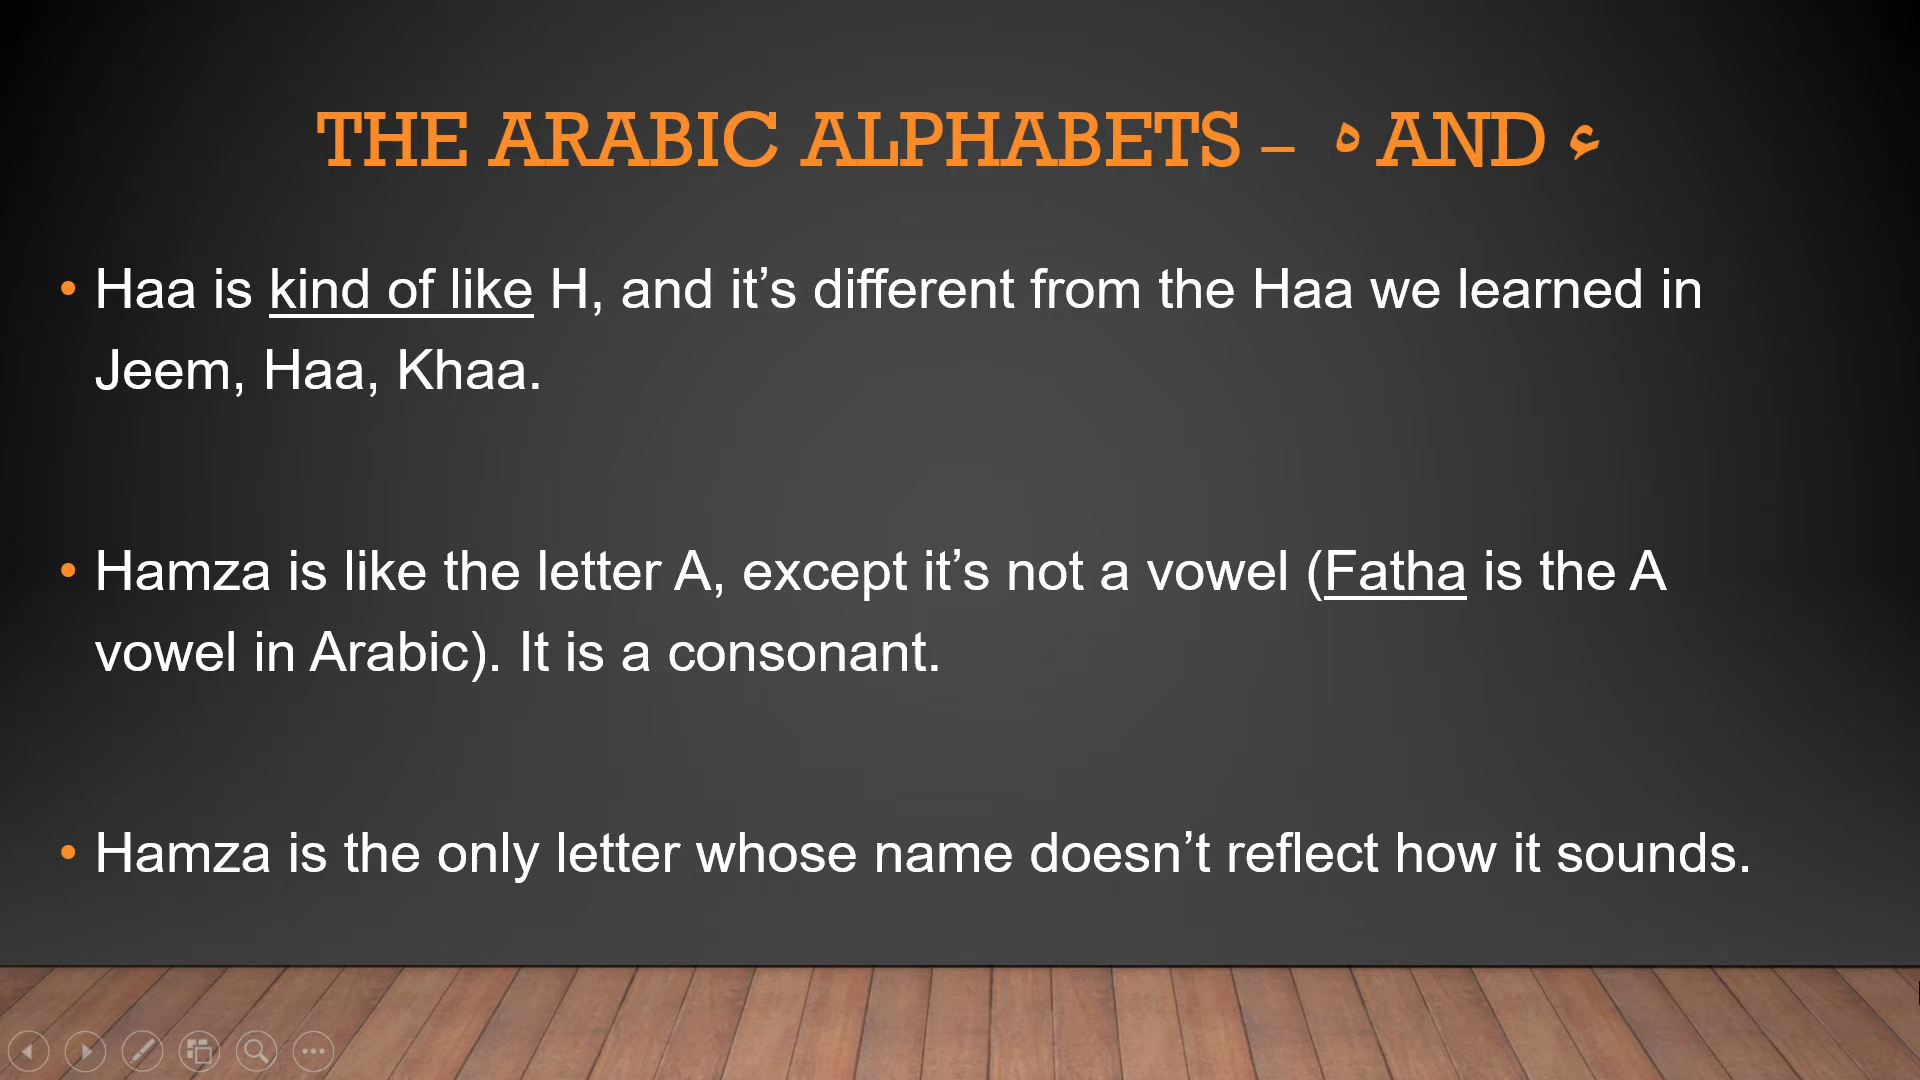 THE ARABIC ALPHABETS – ه AND ء
• Haa is kind of like H, and it’s different from the Haa we learned in
Jeem, Haa, Khaa.
• Hamza is like the letter A, except it’s not a vowel (Fatha is the A
vowel in Arabic). It is a consonant.
• Hamza is the only letter whose name doesn’t reflect how it sounds.